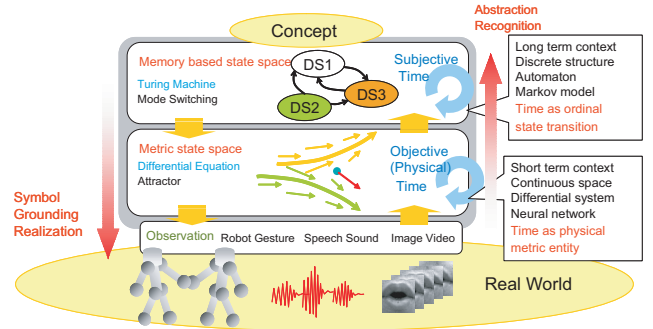 Concept
Abstraction
Recognition
Memory based state space
Turing Machine
Mode Switching
DS1
DS2
DS3
Subjective
Time
Long term context
Discrete structure
Automaton
Markov model
Time as ordinal
state transition
Metric state space
Differential Equation
Attractor
Objective
(Physical)
Time
Short term context
Continuous space
Differential system
Neural network
Time as physical
metric entity
Symbol
Grounding
Realization
Observation
Robot Gesture
Speech Sound
Image Video
Real World